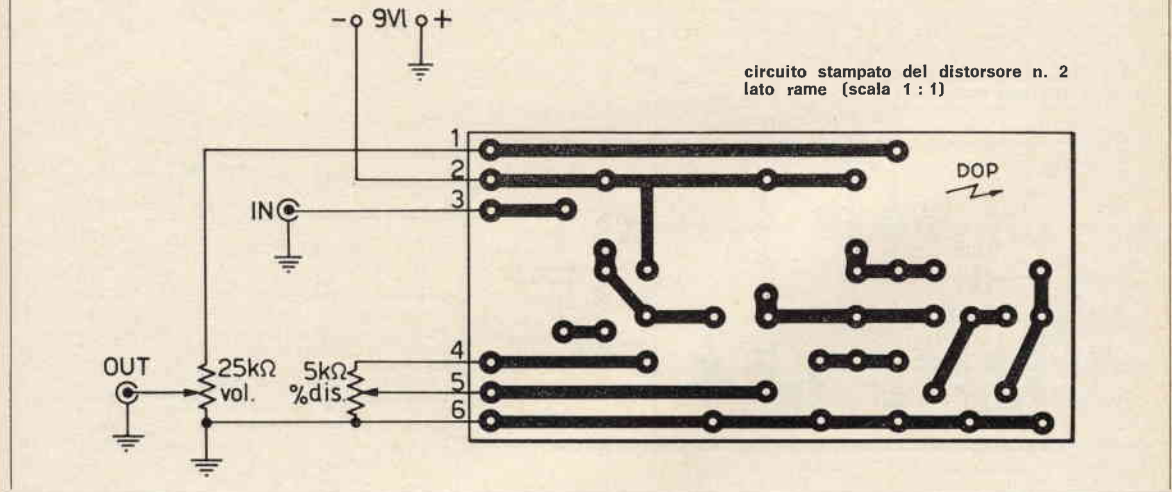 - 9Vl +
circuito stampato del distorsore n. 2
lato rame (scala 1 : 1)
1
2
DOP
IN
3
4
OUT
25kΩ
vol.
5kΩ
%dis.
5
6